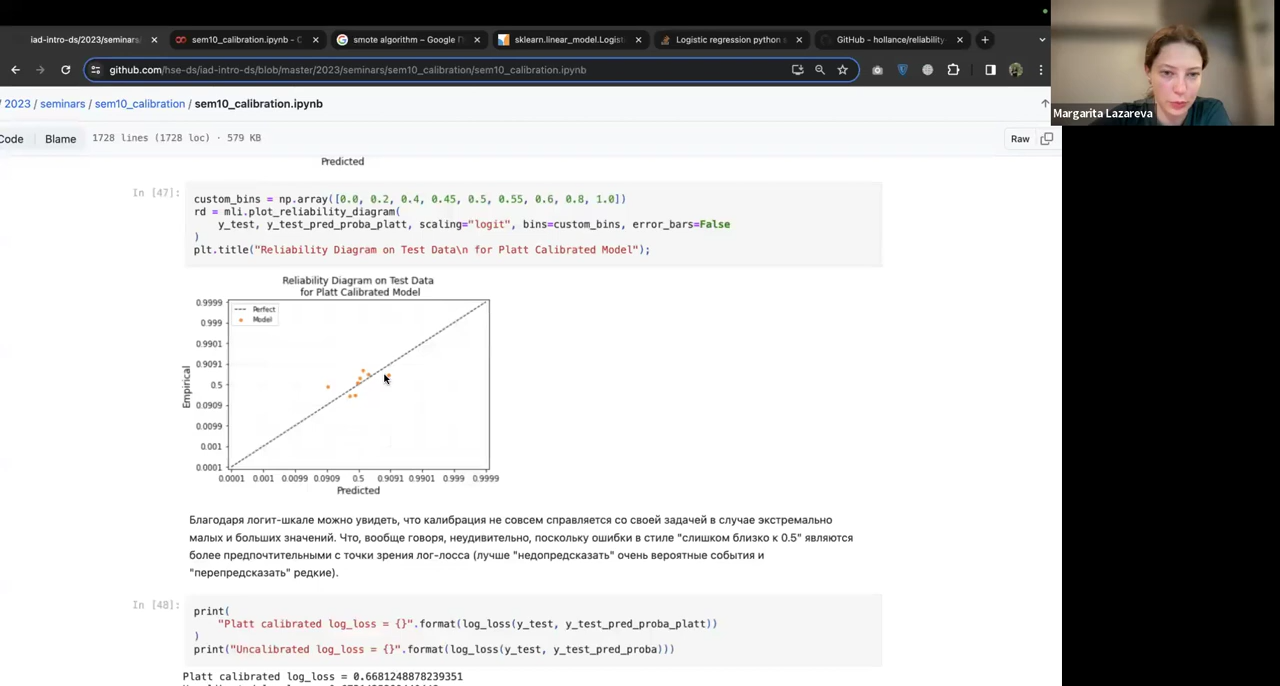 iad-intro-ds/2023/seminars
sem10_calibration.ipynb - C
smote algorithm – Google П
sklearn.linear_model.Logist
Logistic regression python s
GitHub - hollance/reliability-
github.com/hse-ds/iad-intro-ds/blob/master/2023/seminars/sem10_calibration/sem10_calibration.ipynb
Margarita Lazareva
/ 2023 / seminars / sem10_calibration / sem10_calibration.ipynb
Code Blame 1728 lines (1728 loc) · 579 KB Raw
Predicted
In [47]:
custom_bins = np.array([0.0, 0.2, 0.4, 0.45, 0.5, 0.55, 0.6, 0.8, 1.0])
rd = mli.plot_reliability_diagram(
y_test, y_test_pred_proba_platt, scaling="logit", bins=custom_bins, error_bars=False
)
plt.title("Reliability Diagram on Test Data\n for Platt Calibrated Model");
Reliability Diagram on Test Data
for Platt Calibrated Model
Perfect
Model
0.9999
0.999
0.9901
0.9091
0.5
0.0909
0.0099
0.001
0.0001
Empirical
0.0001 0.001 0.0099 0.0909 0.5 0.9091 0.9901 0.999 0.9999
Predicted
Благодаря логит-шкале можно увидеть, что калибрация не совсем справляется со своей задачей в случае экстремально
малых и больших значений. Что, вообще говоря, неудивительно, поскольку ошибки в стиле "слишком близко к 0.5" являются
более предпочтительными с точки зрения лог-лосса (лучше "недопредсказать" очень вероятные события и
"перепредсказать" редкие).
In [48]:
print(
"Platt calibrated log_loss = {}".format(log_loss(y_test, y_test_pred_proba_platt))
)
print("Uncalibrated log_loss = {}".format(log_loss(y_test, y_test_pred_proba)))
Platt calibrated log_loss = 0.6681248878239351